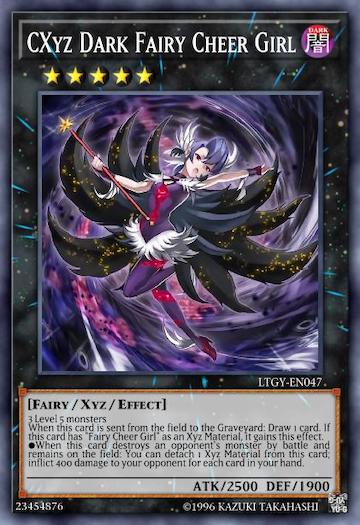 CXyz Dark Fairy Cheer Girl
DARK
闇
LTGY-EN047
[Fairy / Xyz / Effect]
3 Level 5 monsters
When this card is sent from the field to the Graveyard: Draw 1 card. If
this card has "Fairy Cheer Girl" as an Xyz Material, it gains this effect.
●When this card destroys an opponent's monster by battle and
remains on the field: You can detach 1 Xyz Material from this card;
inflict 400 damage to your opponent for each card in your hand.
ATK/2500 DEF/1900
23454876
©1996 KAZUKI TAKAHASHI